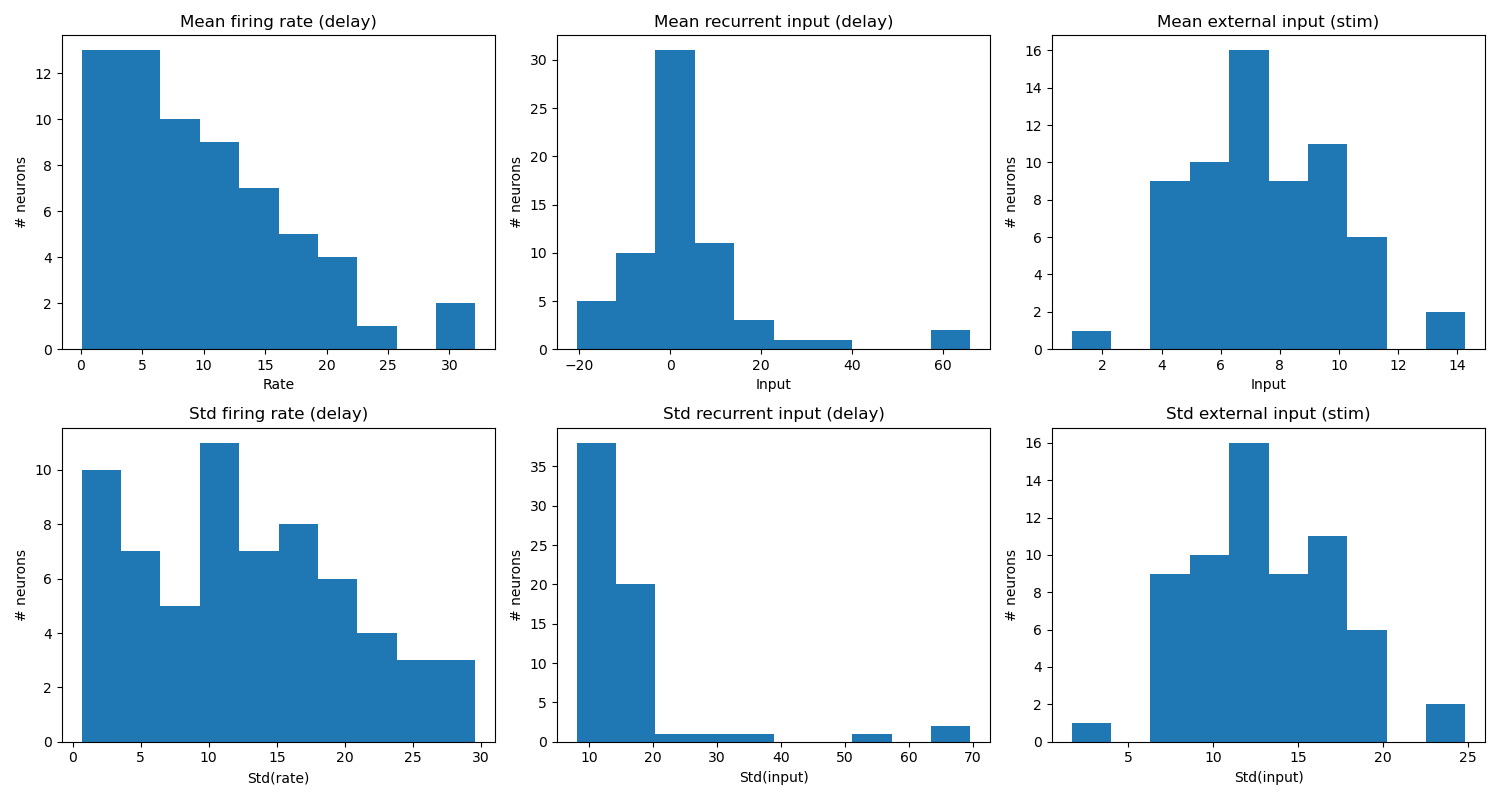 Mean firing rate (delay)
12
10
8
6
4
2
0
# neurons
0 5 10 15 20 25 30
Rate
Mean recurrent input (delay)
30
25
20
15
10
5
0
# neurons
−20 0 20 40 60
Input
Mean external input (stim)
16
14
12
10
8
6
4
2
0
# neurons
2 4 6 8 10 12 14
Input
Std firing rate (delay)
10
8
6
4
2
0
# neurons
0 5 10 15 20 25 30
Std(rate)
Std recurrent input (delay)
35
30
25
20
15
10
5
0
# neurons
10 20 30 40 50 60 70
Std(input)
Std external input (stim)
16
14
12
10
8
6
4
2
0
# neurons
5 10 15 20 25
Std(input)